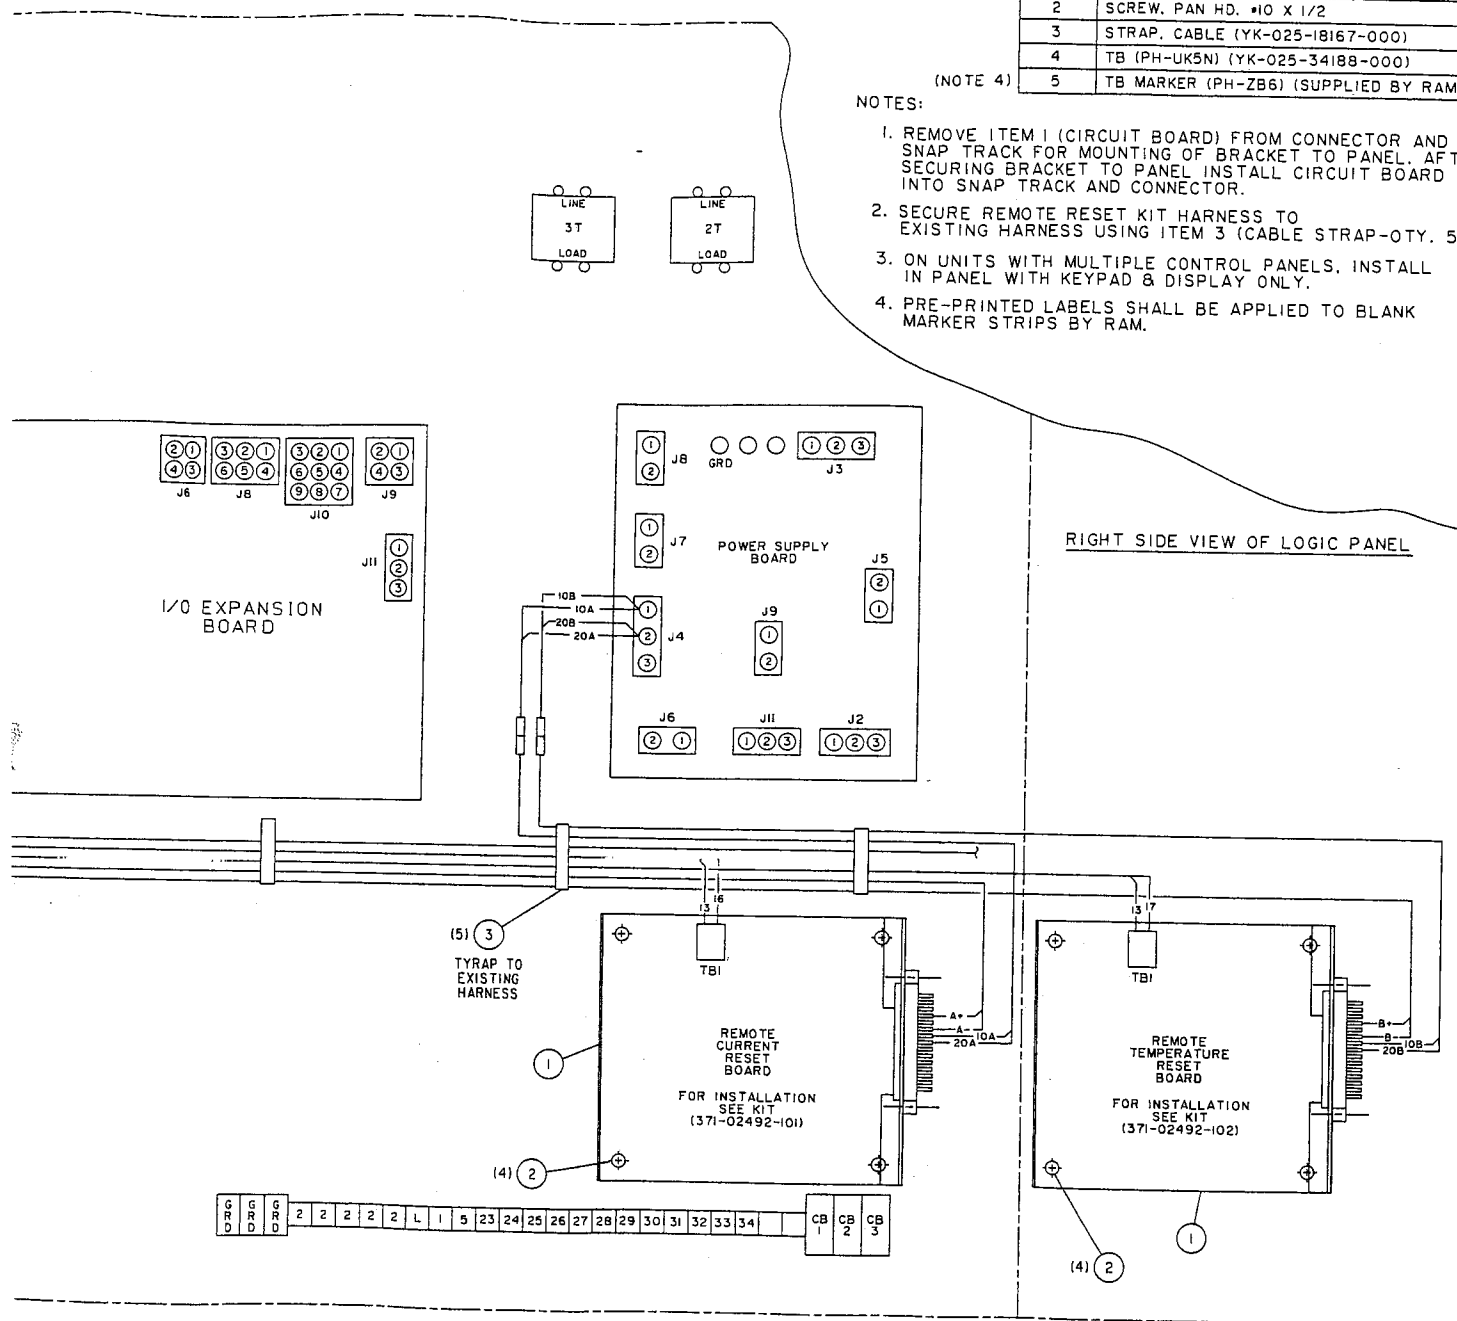 2 SCREW, PAN HD. #10 X 1/2
3 STRAP, CABLE (YK-025-18167-000)
4 TB (PH-UK5N) (YK-025-34188-000)
(NOTE 4) 5 TB MARKER (PH-ZB6) (SUPPLIED BY RAM
NOTES:
1. REMOVE ITEM 1 (CIRCUIT BOARD) FROM CONNECTOR AND
SNAP TRACK FOR MOUNTING OF BRACKET TO PANEL. AFT
SECURING BRACKET TO PANEL INSTALL CIRCUIT BOARD
INTO SNAP TRACK AND CONNECTOR.
2. SECURE REMOTE RESET KIT HARNESS TO
EXISTING HARNESS USING ITEM 3 (CABLE STRAP-QTY. 5
3. ON UNITS WITH MULTIPLE CONTROL PANELS, INSTALL
IN PANEL WITH KEYPAD & DISPLAY ONLY.
4. PRE-PRINTED LABELS SHALL BE APPLIED TO BLANK
MARKER STRIPS BY RAM.
LINE
3T
LOAD
LINE
2T
LOAD
2 1
4 3
J6
3 2 1
6 5 4
J8
3 2 1
6 5 4
9 8 7
J10
2 1
4 3
J9
J11
1
2
3
I/O EXPANSION
BOARD
1
2
J8
GRD
1 2 3
J3
1
2
J7
POWER SUPPLY
BOARD
J5
2
1
10B
10A
20B
20A
1
2
3
J4
J9
1
2
J6
2 1
J11
1 2 3
J2
1 2 3
RIGHT SIDE VIEW OF LOGIC PANEL
(5) 3
TYRAP TO
EXISTING
HARNESS
13 16
TB1
REMOTE
CURRENT
RESET
BOARD
FOR INSTALLATION
SEE KIT
(371-02492-101)
A+
A-
10A
20A
1
(4) 2
13 17
TB1
REMOTE
TEMPERATURE
RESET
BOARD
FOR INSTALLATION
SEE KIT
(371-02492-102)
B+
B-
10B
20B
1
(4) 2
GRD GRD GRD 2 2 2 2 2 L 1 5 23 24 25 26 27 28 29 30 31 32 33 34 CB1 CB2 CB3